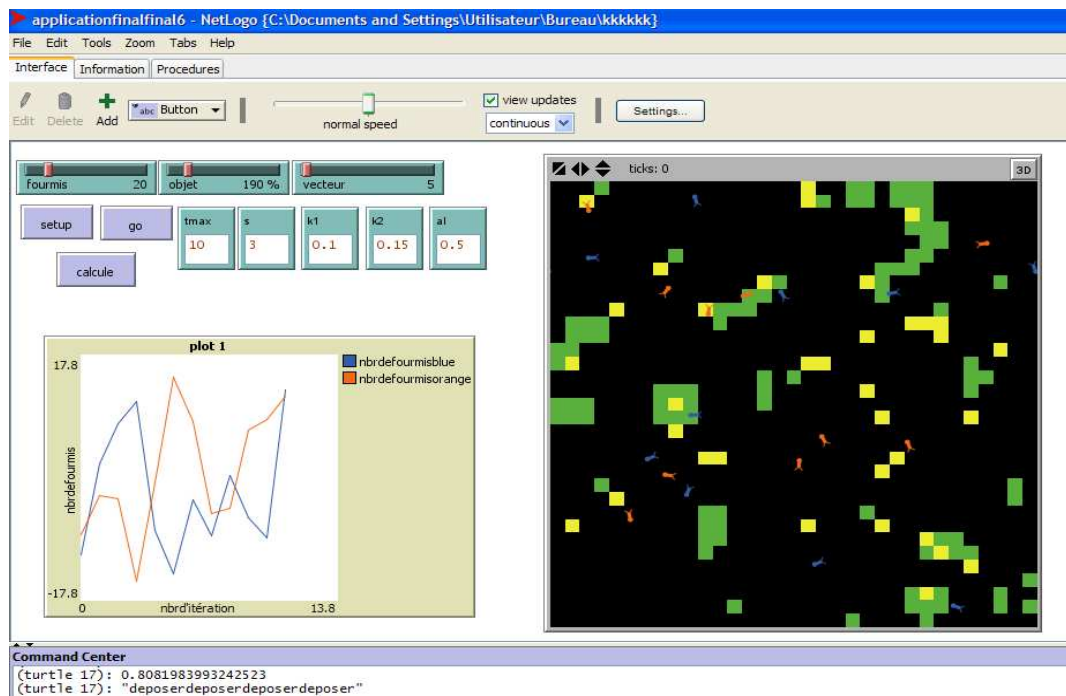 applicationfinalfinal6 - NetLogo {C:\Documents and Settings\Utilisateur\Bureau\kkkkkk}
File Edit Tools Zoom Tabs Help
Interface Information Procedures
Edit Delete Add abc Button normal speed view updates continuous Settings...
fourmis 20 objet 190 % vecteur 5
ticks: 0 3D
setup go
tmax 10 s 3 k1 0.1 k2 0.15 al 0.5
calcule
plot 1
17.8
nbrdefourmisblue
nbrdefourmisorange
nbrdefourmis
-17.8
0 nbrd'itération 13.8
Command Center
(turtle 17): 0.8081983993242523
(turtle 17): "deposerdeposerdeposerdeposer"